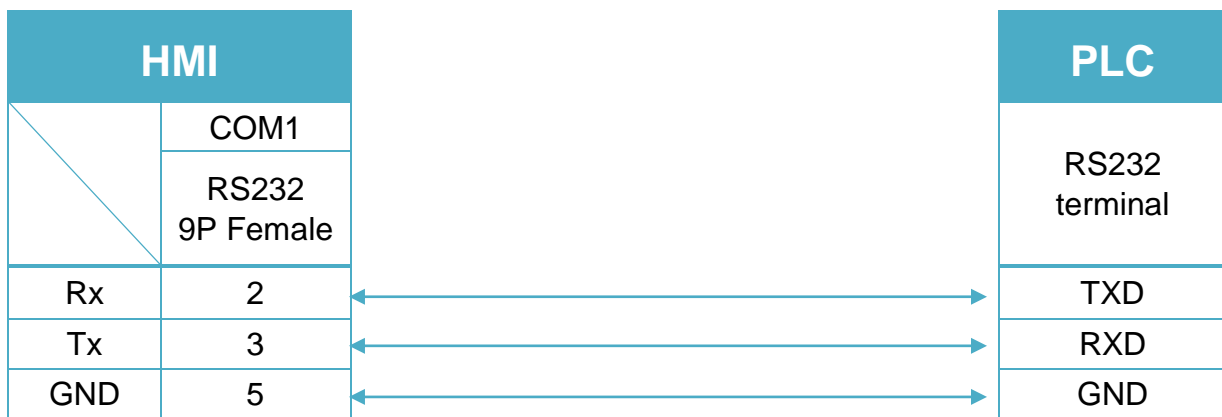 HMI
PLC
COM1
RS232
9P Female
RS232
terminal
Rx 2 TXD
Tx 3 RXD
GND 5 GND